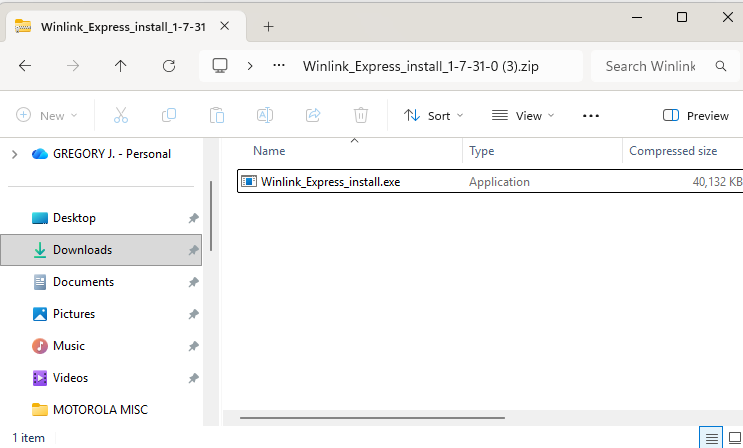 Winlink_Express_install_1-7-31
Winlink_Express_install_1-7-31-0 (3).zip
Search Winlink
New
Sort
View
Preview
GREGORY J. - Personal
Name
Type
Compressed size
Winlink_Express_install.exe
Application
40,132 KB
Desktop
Downloads
Documents
Pictures
Music
Videos
MOTOROLA MISC
1 item